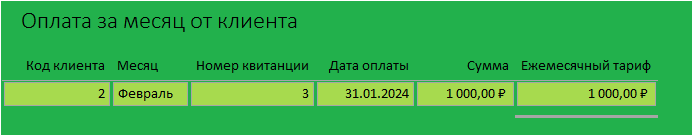 Оплата за месяц от клиента
Код клиента Месяц Номер квитанции Дата оплаты Сумма Ежемесячный тариф
2 Февраль 3 31.01.2024 1 000,00 ₽ 1 000,00 ₽